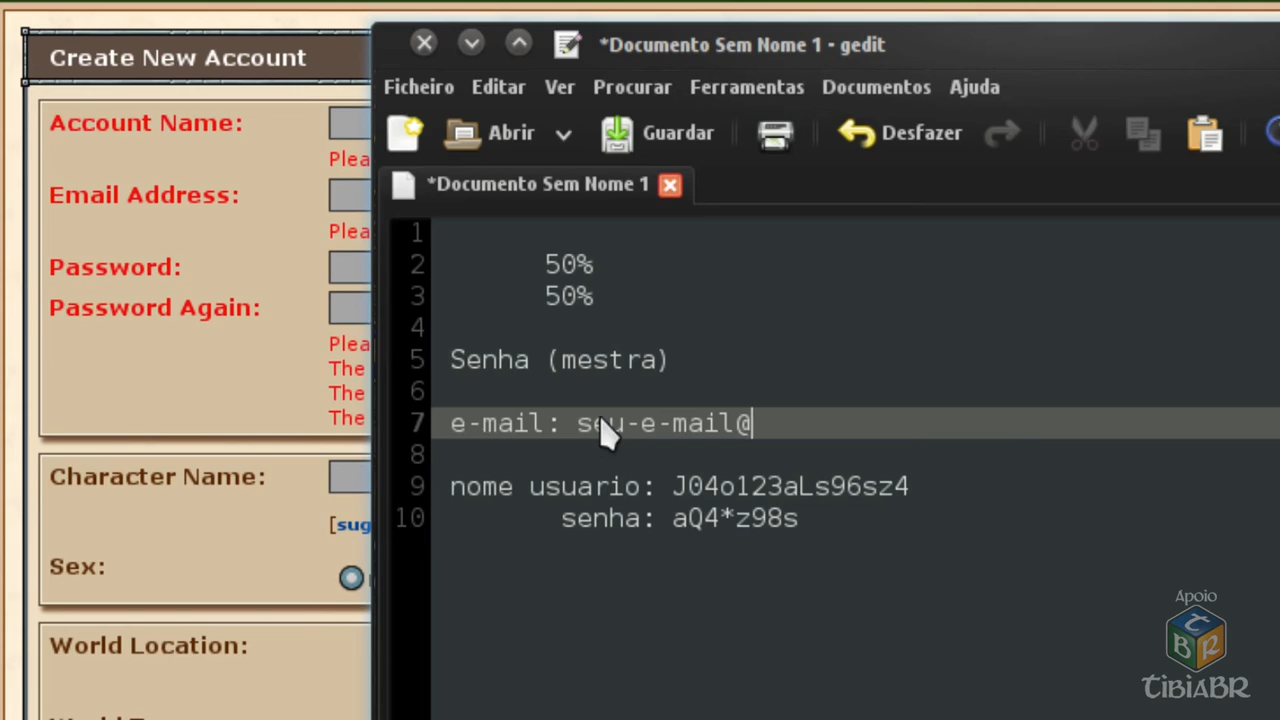 Create New Account
Account Name:
Plea
Email Address:
Plea
Password:
Password Again:
Plea
The
The
The
Character Name:
[sug
Sex:
World Location:
*Documento Sem Nome 1 - gedit
Ficheiro Editar Ver Procurar Ferramentas Documentos Ajuda
Abrir Guardar Desfazer
*Documento Sem Nome 1
1
2 50%
3 50%
4
5 Senha (mestra)
6
7 e-mail: seu-e-mail@
8
9 nome usuario: J04o123aLs96sz4
10 senha: aQ4*z98s
Apoio
T
B R
TIBIABR